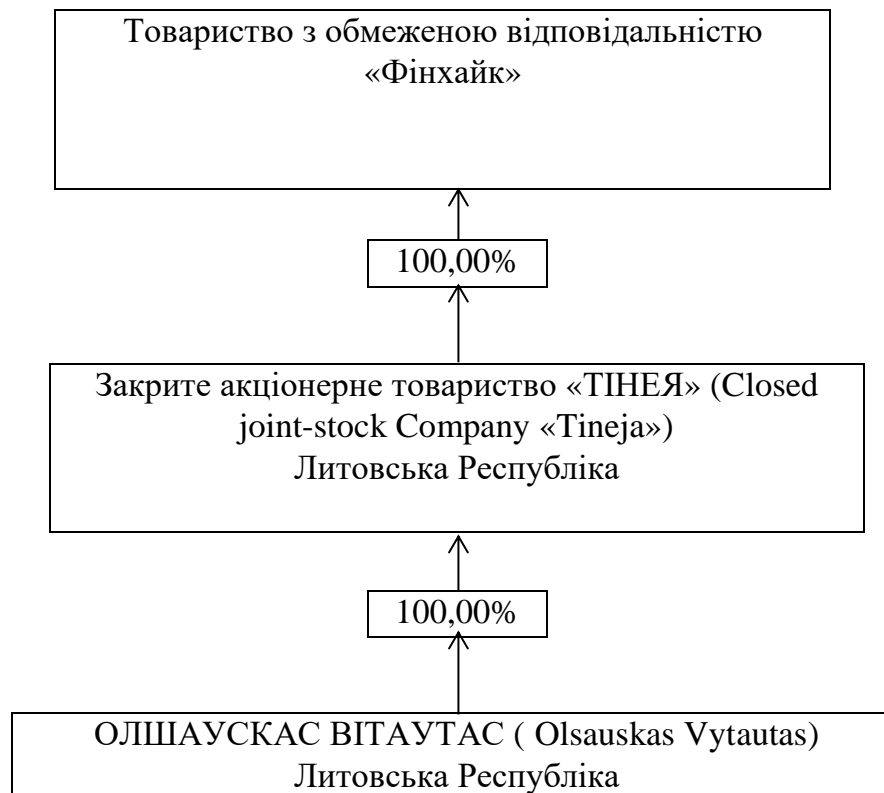 Товариство з обмеженою відповідальністю
«Фінхайк»
100,00%
Закрите акціонерне товариство «ТІНЕЯ» (Closed
joint-stock Company «Tineja»)
Литовська Республіка
100,00%
ОЛШАУСКАС ВІТАУТАС ( Olsauskas Vytautas)
Литовська Республіка